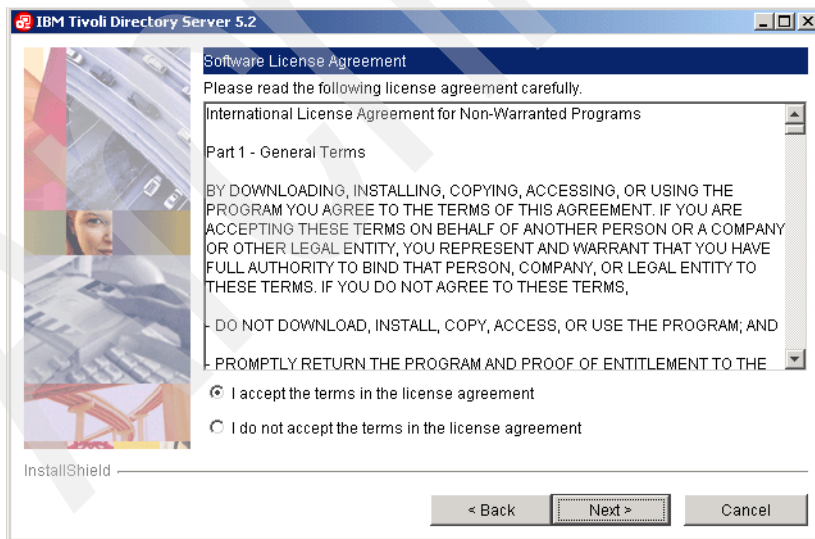 IBM Tivoli Directory Server 5.2
Software License Agreement
Please read the following license agreement carefully.
International License Agreement for Non-Warranted Programs
Part 1 - General Terms
BY DOWNLOADING, INSTALLING, COPYING, ACCESSING, OR USING THE
PROGRAM YOU AGREE TO THE TERMS OF THIS AGREEMENT. IF YOU ARE
ACCEPTING THESE TERMS ON BEHALF OF ANOTHER PERSON OR A COMPANY
OR OTHER LEGAL ENTITY, YOU REPRESENT AND WARRANT THAT YOU HAVE
FULL AUTHORITY TO BIND THAT PERSON, COMPANY, OR LEGAL ENTITY TO
THESE TERMS. IF YOU DO NOT AGREE TO THESE TERMS,
- DO NOT DOWNLOAD, INSTALL, COPY, ACCESS, OR USE THE PROGRAM; AND
- PROMPTLY RETURN THE PROGRAM AND PROOF OF ENTITLEMENT TO THE
I accept the terms in the license agreement
I do not accept the terms in the license agreement
InstallShield
< Back
Next >
Cancel